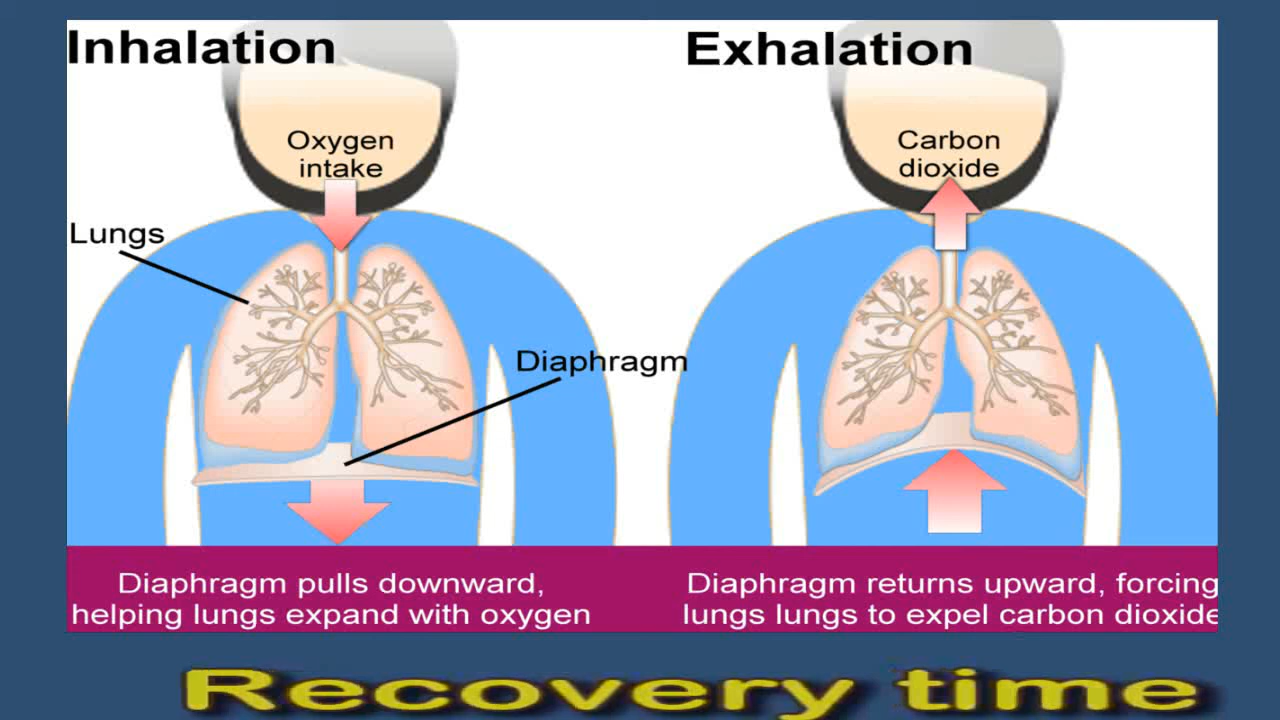 Inhalation
Exhalation
Oxygen
intake
Carbon
dioxide
Lungs
Diaphragm
Diaphragm pulls downward,
helping lungs expand with oxygen
Diaphragm returns upward, forcing
lungs lungs to expel carbon dioxide
Recovery time